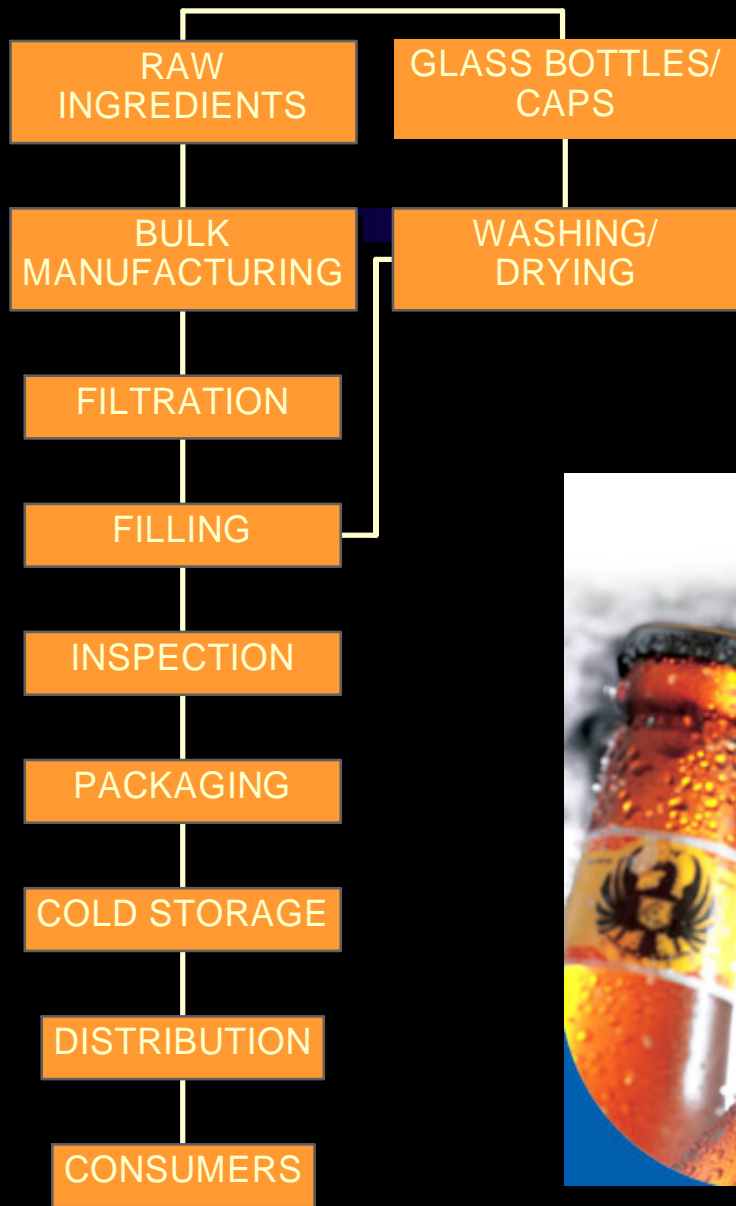 RAW
INGREDIENTS
GLASS BOTTLES/
CAPS
BULK
MANUFACTURING
WASHING/
DRYING
FILTRATION
FILLING
INSPECTION
PACKAGING
COLD STORAGE
DISTRIBUTION
CONSUMERS